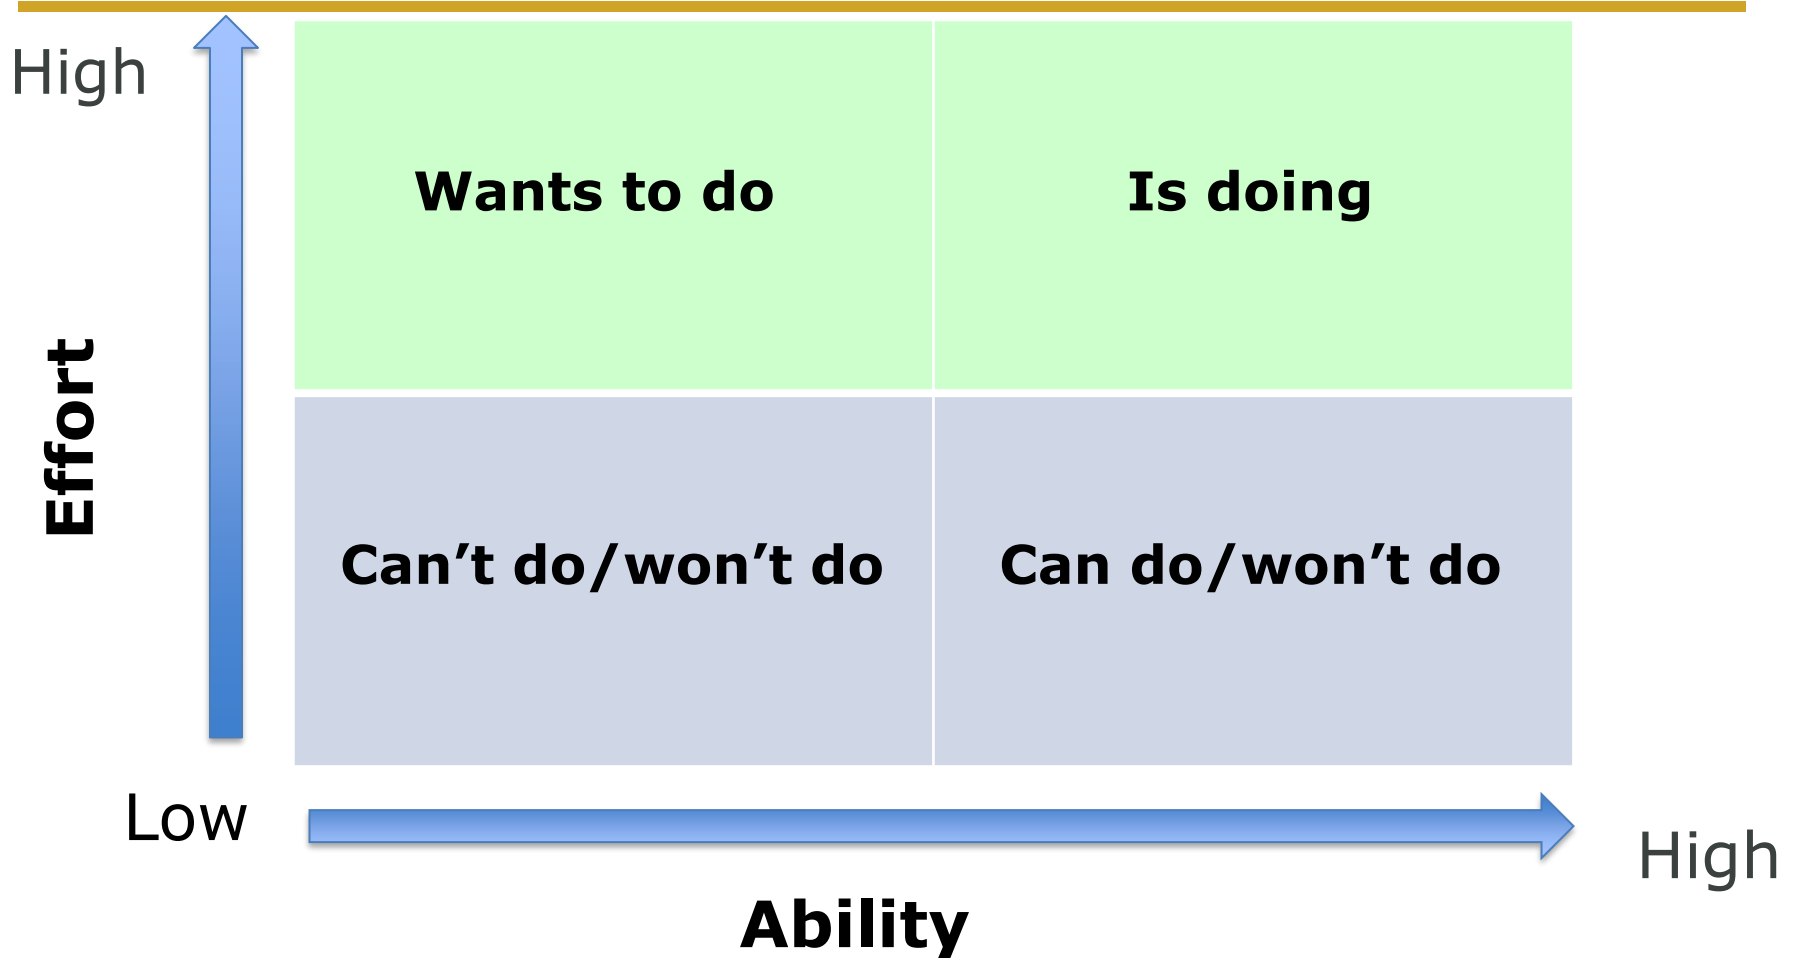 High
Wants to do
Is doing
Effort
Can’t do/won’t do
Can do/won’t do
Low
High
Ability